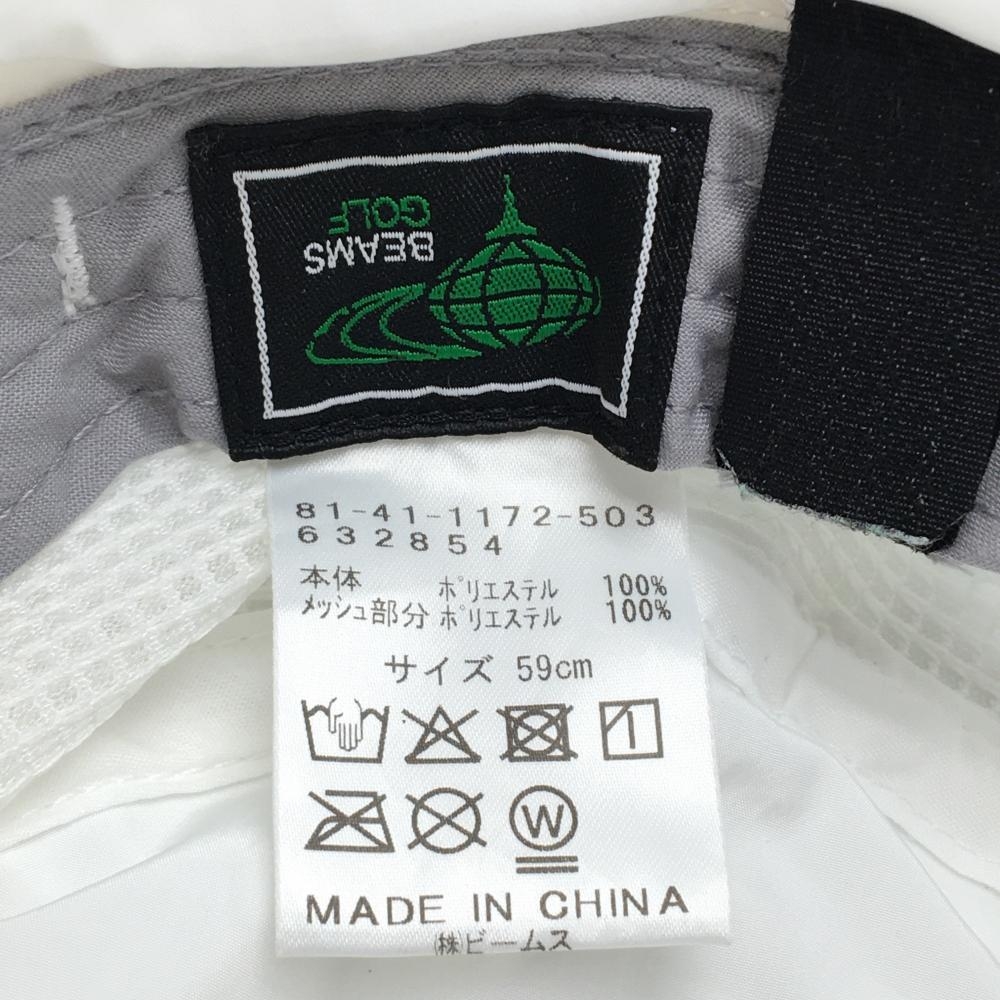 BEAMS
GOLF
81-41-1172-503
632854
本体 ポリエステル 100%
メッシュ部分 ポリエステル 100%
サイズ 59cm
W
MADE IN CHINA
㈱ビームス